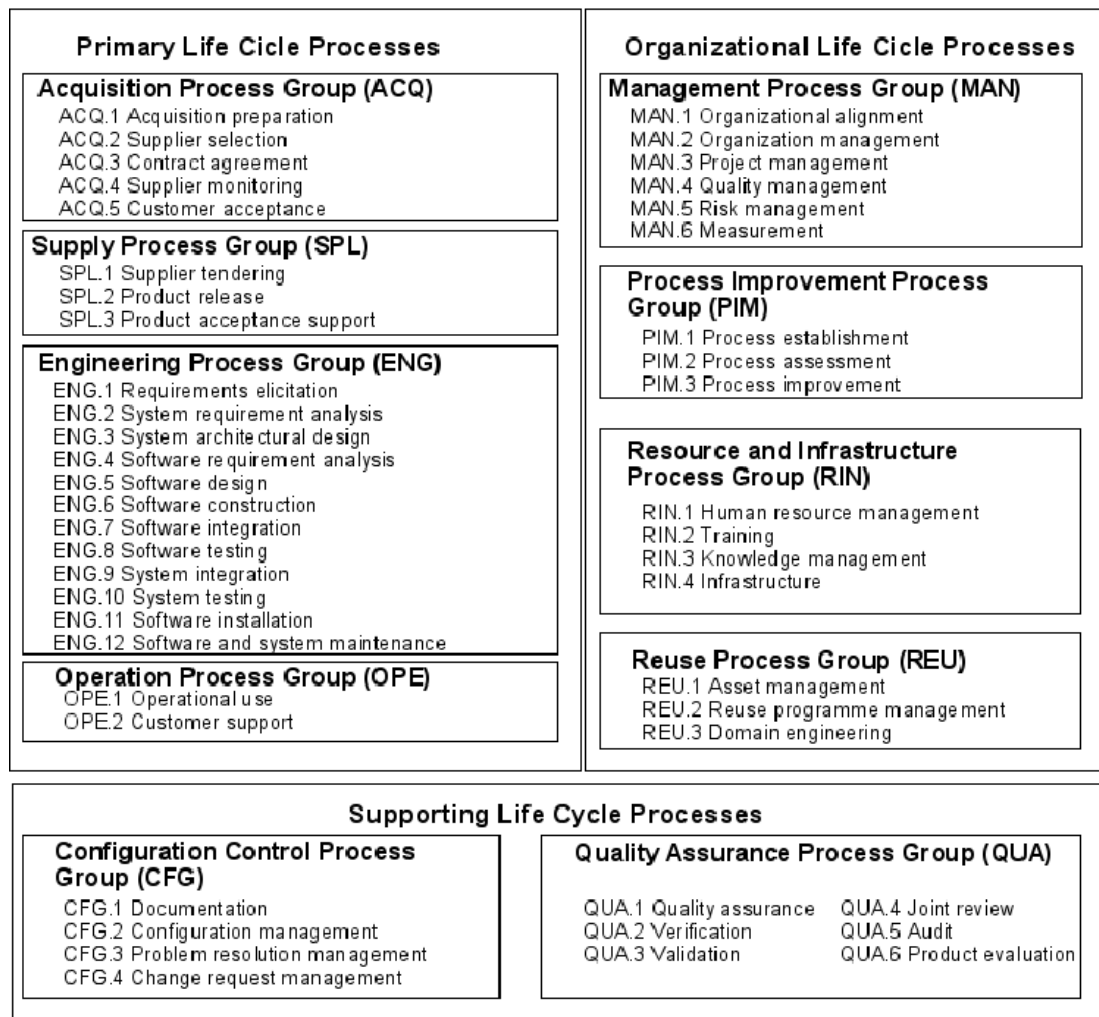 Primary Life Cicle Processes
Acquisition Process Group (ACQ)
ACQ.1 Acquisition preparation
ACQ.2 Supplier selection
ACQ.3 Contract agreement
ACQ.4 Supplier monitoring
ACQ.5 Customer acceptance
Supply Process Group (SPL)
SPL.1 Supplier tendering
SPL.2 Product release
SPL.3 Product acceptance support
Engineering Process Group (ENG)
ENG.1 Requirements elicitation
ENG.2 System requirement analysis
ENG.3 System architectural design
ENG.4 Software requirement analysis
ENG.5 Software design
ENG.6 Software construction
ENG.7 Software integration
ENG.8 Software testing
ENG.9 System integration
ENG.10 System testing
ENG.11 Software installation
ENG.12 Software and system maintenance
Operation Process Group (OPE)
OPE.1 Operational use
OPE.2 Customer support
Organizational Life Cicle Processes
Management Process Group (MAN)
MAN.1 Organizational alignment
MAN.2 Organization management
MAN.3 Project management
MAN.4 Quality management
MAN.5 Risk management
MAN.6 Measurement
Process Improvement Process
Group (PIM)
PIM.1 Process establishment
PIM.2 Process assessment
PIM.3 Process improvement
Resource and Infrastructure
Process Group (RIN)
RIN.1 Human resource management
RIN.2 Training
RIN.3 Knowledge management
RIN.4 Infrastructure
Reuse Process Group (REU)
REU.1 Asset management
REU.2 Reuse programme management
REU.3 Domain engineering
Supporting Life Cycle Processes
Configuration Control Process
Group (CFG)
CFG.1 Documentation
CFG.2 Configuration management
CFG.3 Problem resolution management
CFG.4 Change request management
Quality Assurance Process Group (QUA)
QUA.1 Quality assurance
QUA.2 Verification
QUA.3 Validation
QUA.4 Joint review
QUA.5 Audit
QUA.6 Product evaluation